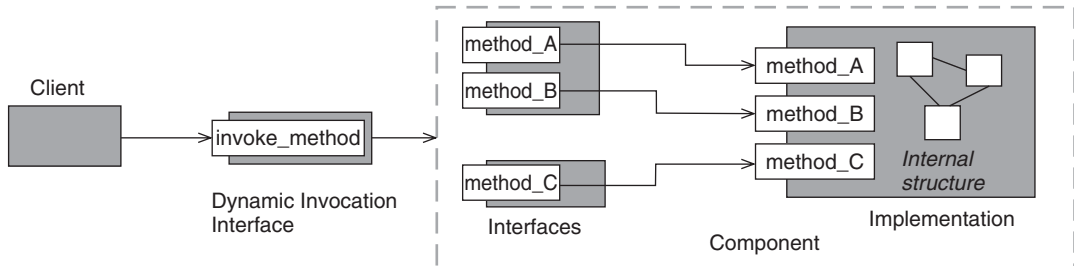 Client
invoke_method
Dynamic Invocation
Interface
method_A
method_B
method_C
Interfaces
method_A
method_B
method_C
Internal
structure
Implementation
Component